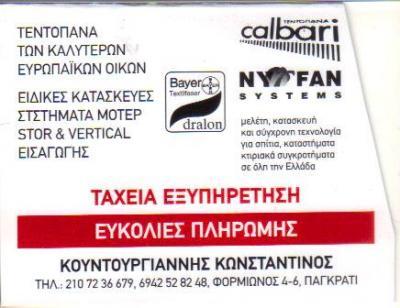 ΤΕΝΤΟΠΑΝΑ
ΤΩΝ ΚΑΛΥΤΕΡΩΝ
ΕΥΡΩΠΑΪΚΩΝ ΟΙΚΩΝ
ΕΙΔΙΚΕΣ ΚΑΤΑΣΚΕΥΕΣ
ΣΤΣΤΗΜΑΤΑ ΜΟΤΕΡ
STOR & VERTICAL
ΕΙΣΑΓΩΓΗΣ
Bayer
Textilfaser
BAYER
dralon
ΤΕΝΤΟΠΑΝΑ
calbari
NYFAN
SYSTEMS
μελέτη, κατασκευή
και σύγχρονη τεχνολογία
για σπίτια, καταστήματα
κτιριακά συγκροτήματα
σε όλη την Ελλάδα
ΤΑΧΕΙΑ ΕΞΥΠΗΡΕΤΗΣΗ
ΕΥΚΟΛΙΕΣ ΠΛΗΡΩΜΗΣ
ΚΟΥΝΤΟΥΡΓΙΑΝΝΗΣ ΚΩΝΣΤΑΝΤΙΝΟΣ
ΤΗΛ.: 210 72 36 679, 6942 52 82 48, ΦΟΡΜΙΩΝΟΣ 4-6, ΠΑΓΚΡΑΤΙ